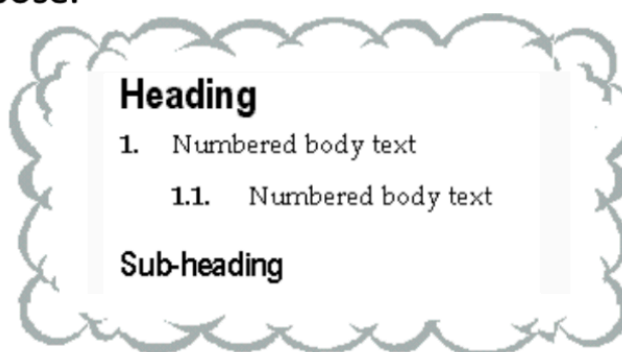 Heading
1. Numbered body text
1.1. Numbered body text
Sub-heading